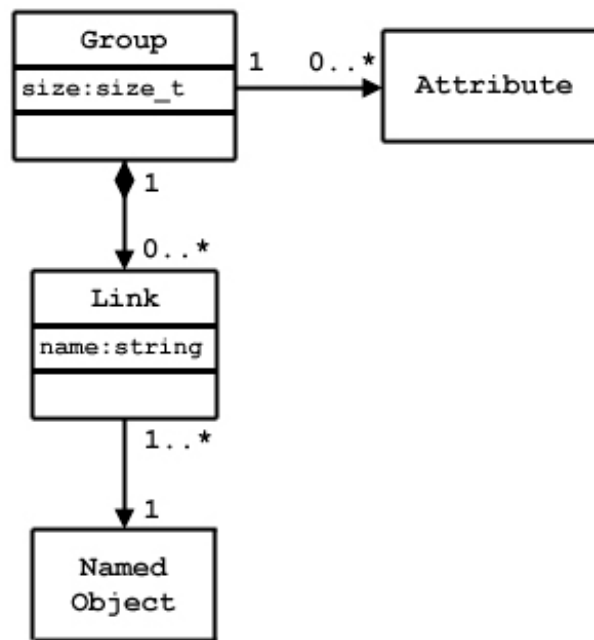 Group
size:size_t
1 0..*
Attribute
1
0..*
Link
name:string
1..*
1
Named
Object